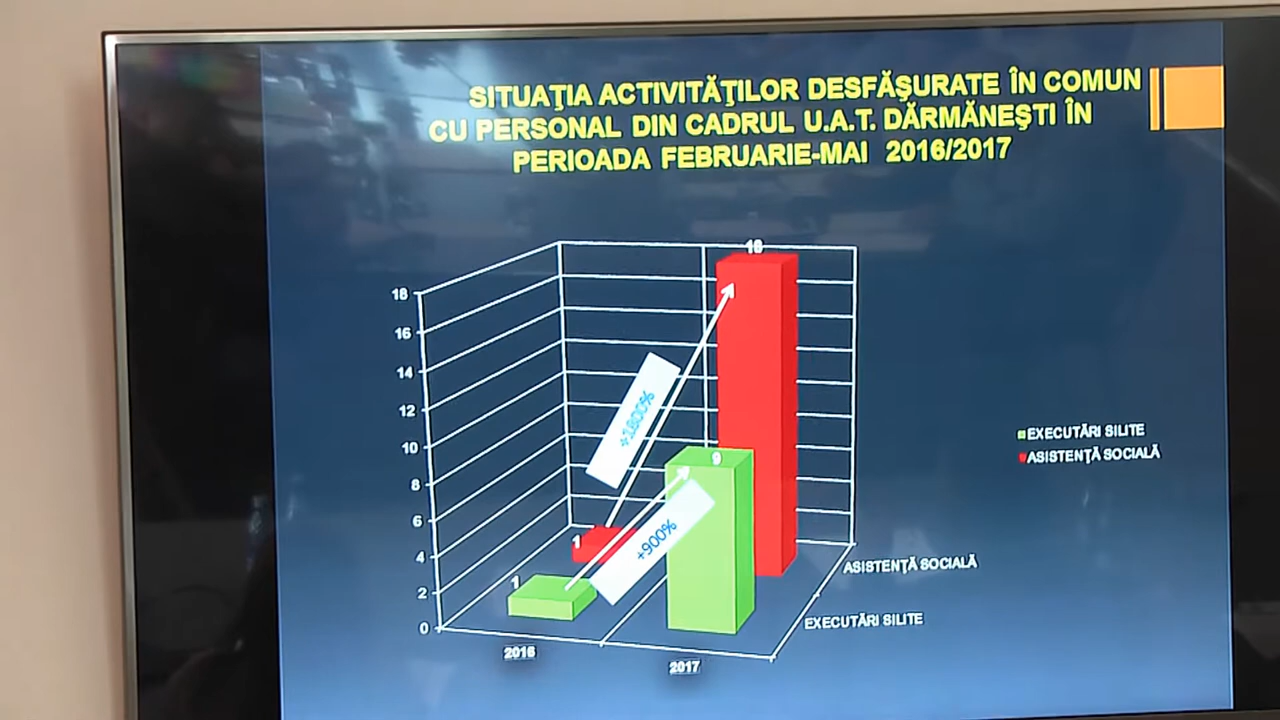 SITUAŢIA ACTIVITĂŢILOR DESFĂŞURATE ÎN COMUN
CU PERSONAL DIN CADRUL U.A.T. DĂRMĂNEŞTI ÎN
PERIOADA FEBRUARIE-MAI 2016/2017
18
18
16
14
12
10
8
6
4
2
0
+1800%
9
+900%
1
1
EXECUTĂRI SILITE
ASISTENŢĂ SOCIALĂ
ASISTENŢĂ SOCIALĂ
EXECUTĂRI SILITE
2016
2017